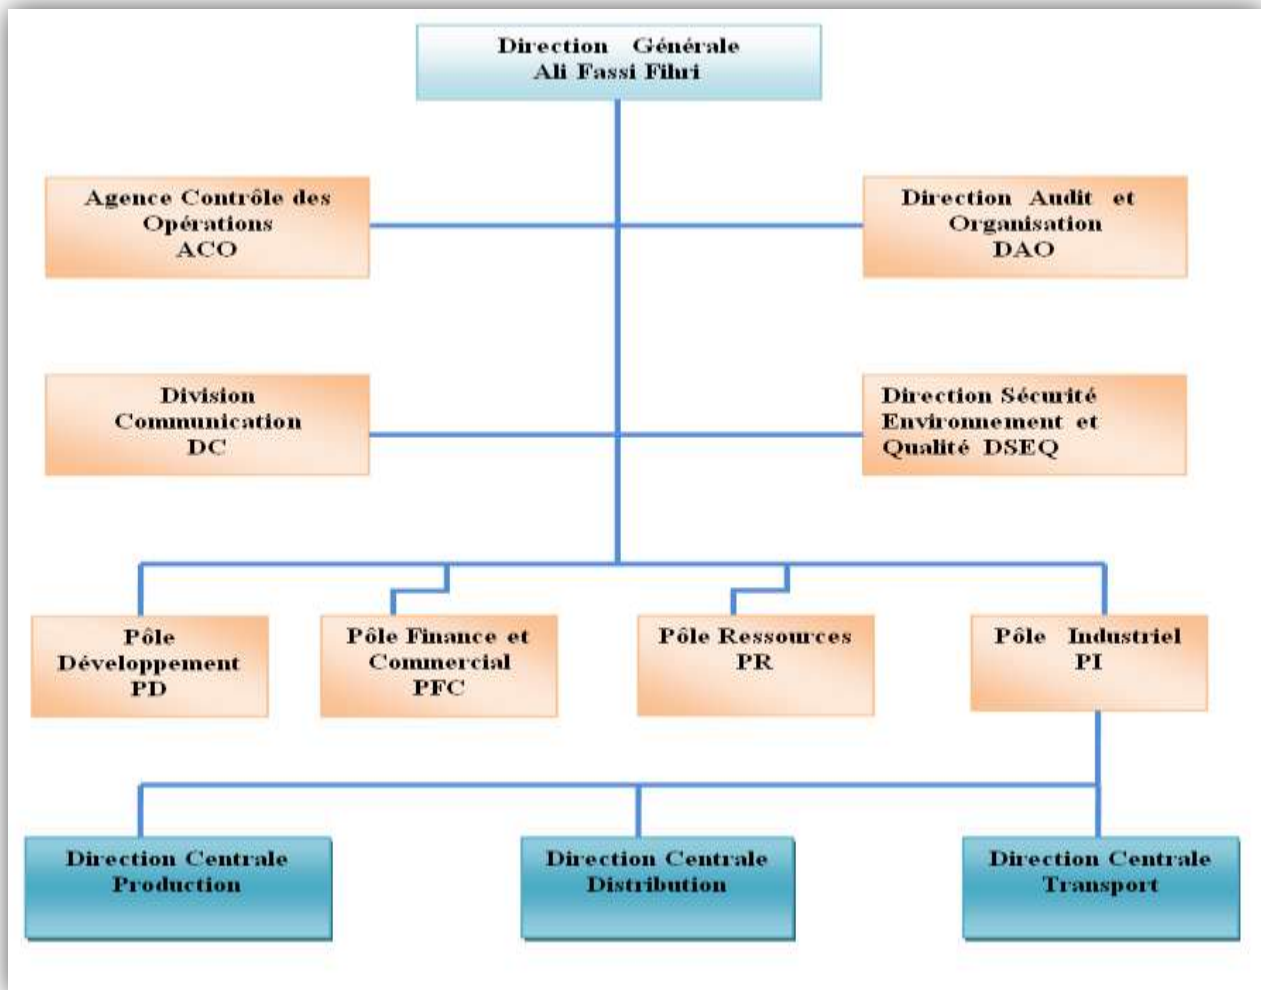 Direction Générale
Ali Fassi Fihri
Agence Contrôle des
Opérations
ACO
Direction Audit et
Organisation
DAO
Division
Communication
DC
Direction Sécurité
Environnement et
Qualité DSEQ
Pôle
Développement
PD
Pôle Finance et
Commercial
PFC
Pôle Ressources
PR
Pôle Industriel
PI
Direction Centrale
Production
Direction Centrale
Distribution
Direction Centrale
Transport